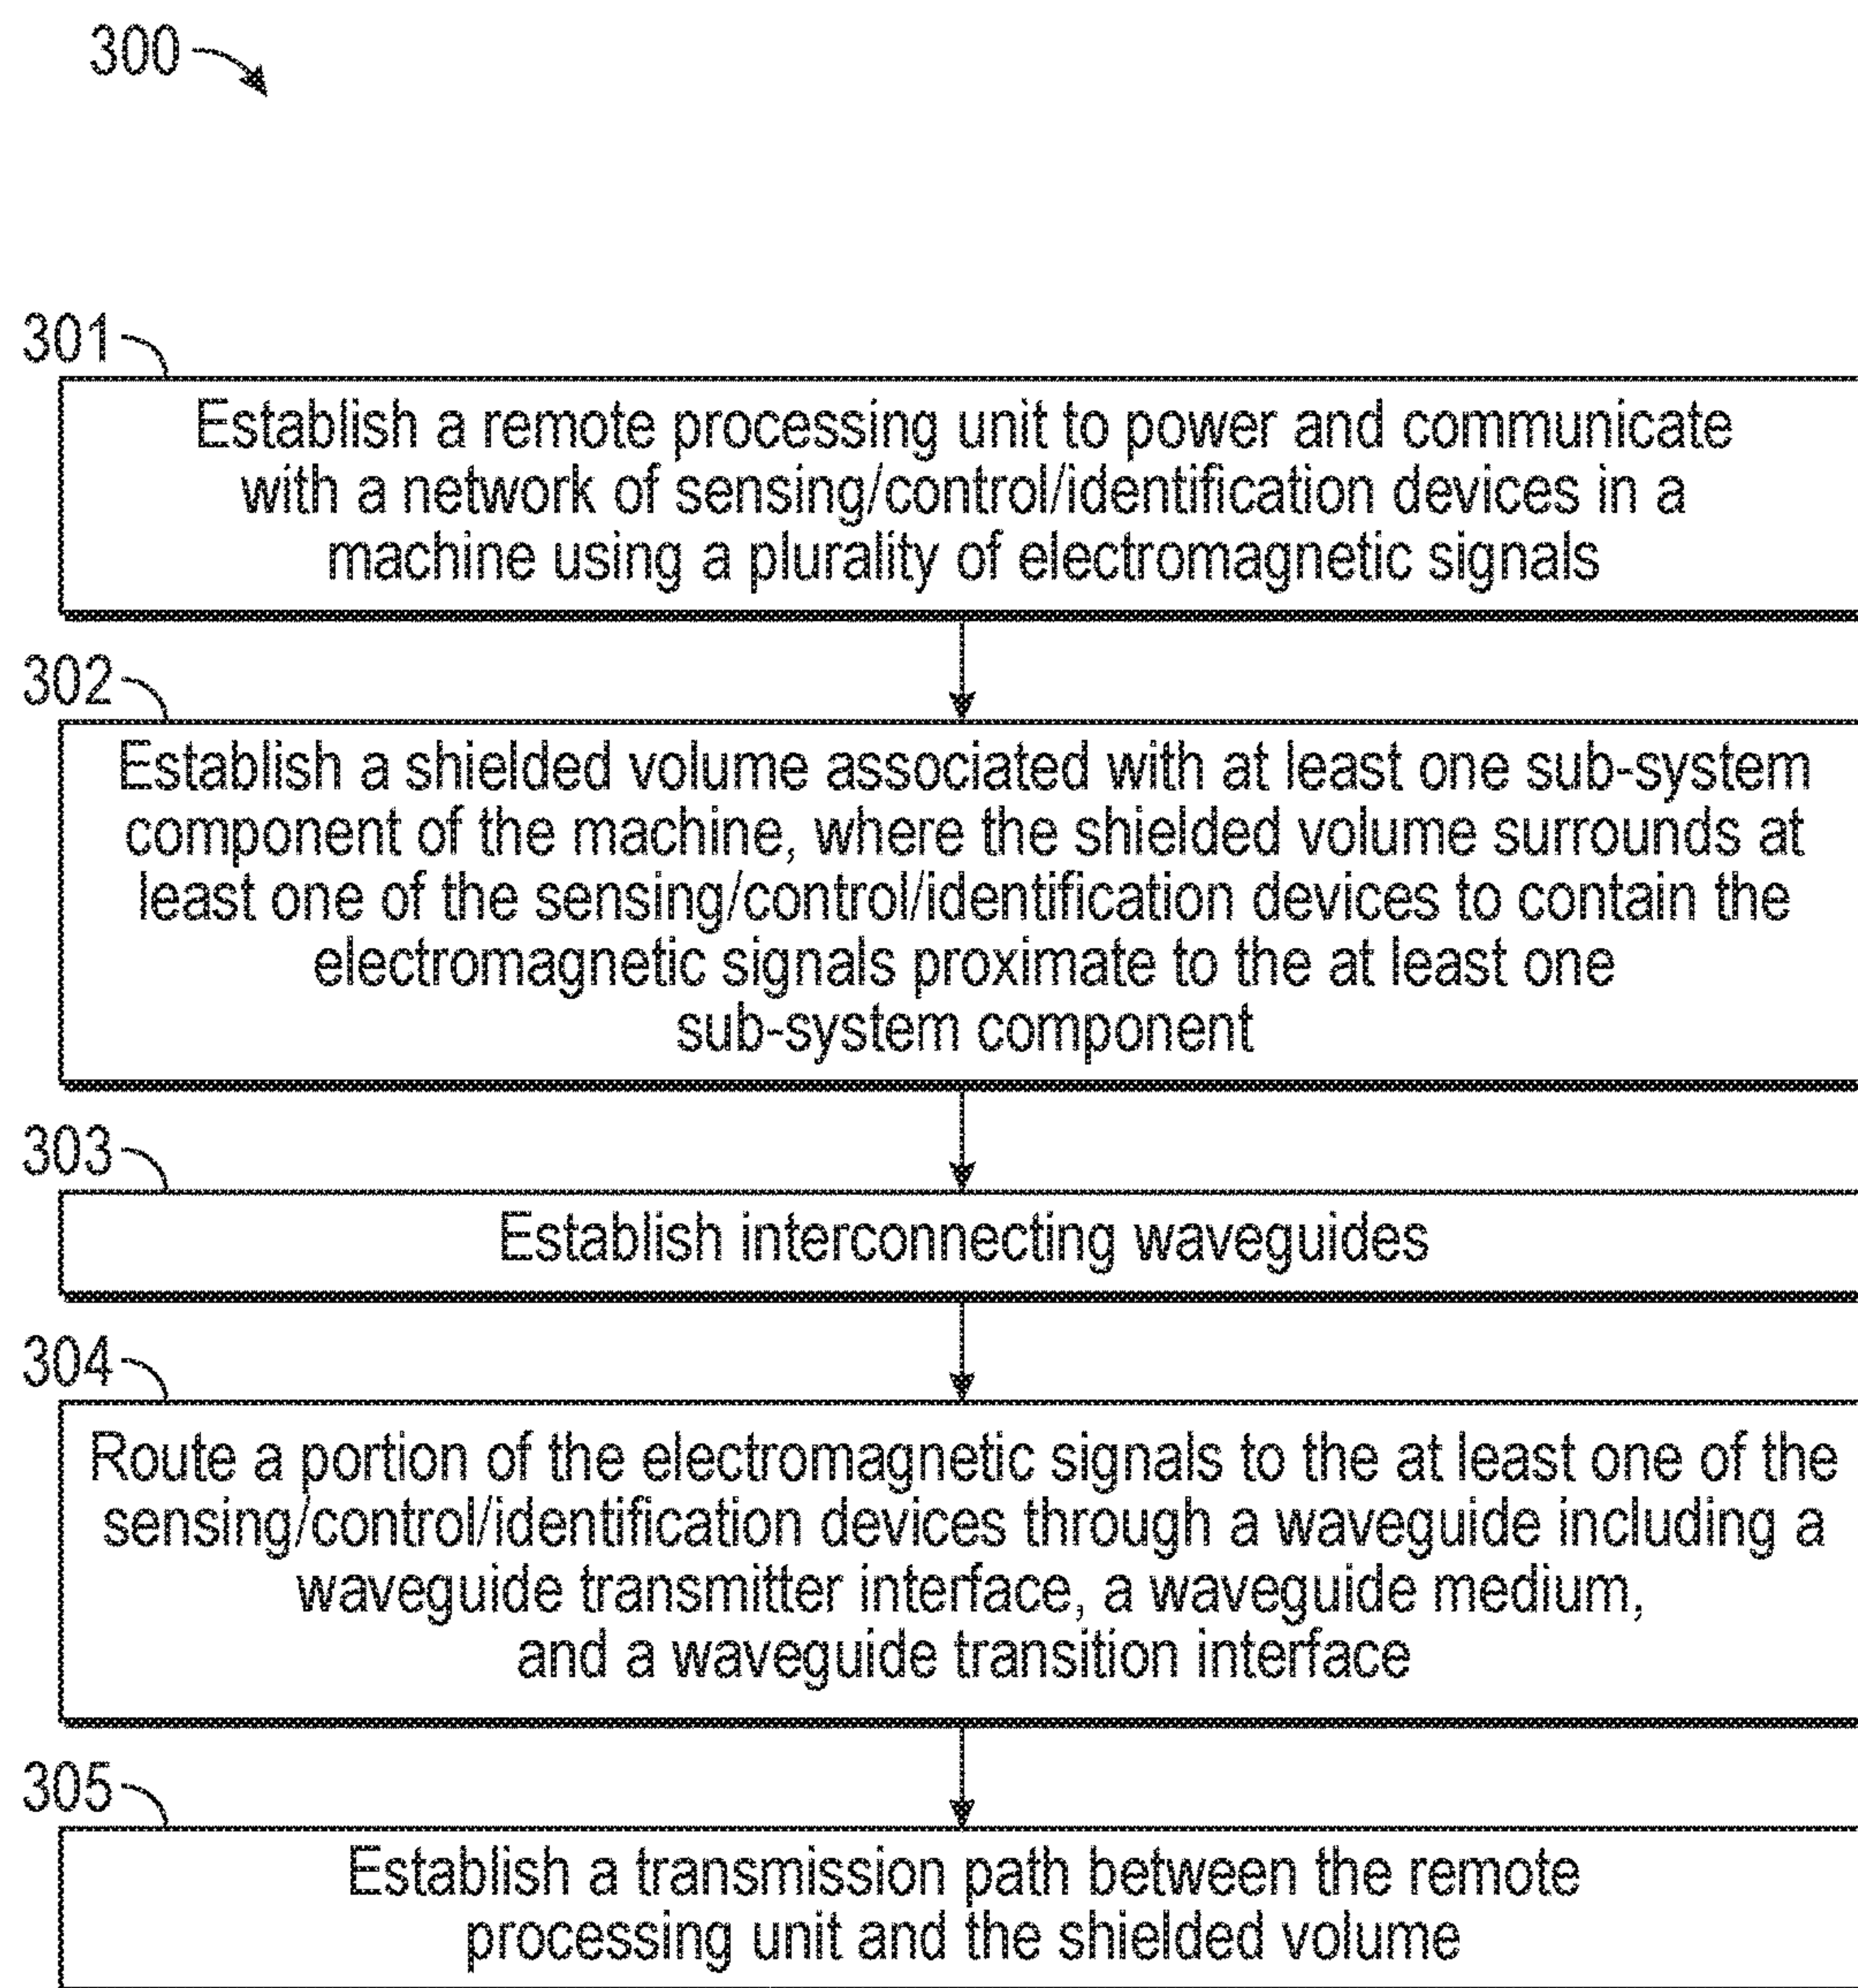 300
301
Establish a remote processing unit to power and communicate
with a network of sensing/control/identification devices in a
machine using a plurality of electromagnetic signals
302
Establish a shielded volume associated with at least one sub-system
component of the machine, where the shielded volume surrounds at
least one of the sensing/control/identification devices to contain the
electromagnetic signals proximate to the at least one
sub-system component
303
Establish interconnecting waveguides
304
Route a portion of the electromagnetic signals to the at least one of the
sensing/control/identification devices through a waveguide including a
waveguide transmitter interface, a waveguide medium,
and a waveguide transition interface
305
Establish a transmission path between the remote
processing unit and the shielded volume